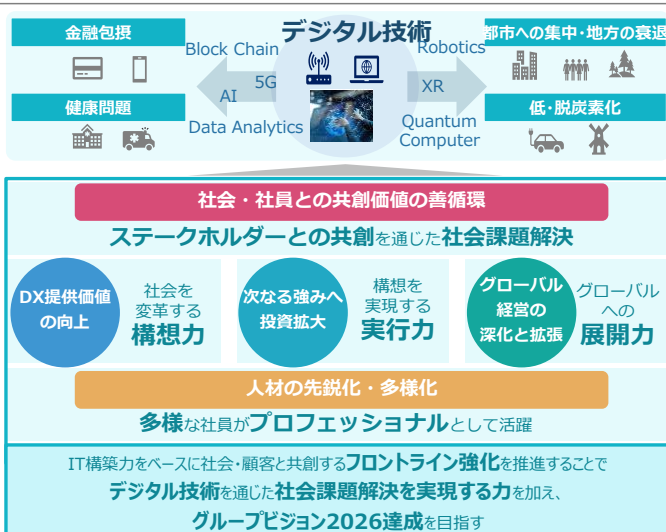 デジタル技術
金融包摂
Block Chain
5G
AI
Data Analytics
健康問題
Robotics
XR
Quantum
Computer
都市への集中・地方の衰退
低・脱炭素化
社会・社員との共創価値の善循環
ステークホルダーとの共創を通じた社会課題解決
DX提供価値
の向上
社会を
変革する
構想力
次なる強みへ
投資拡大
構想を
実現する
実行力
グローバル
経営の
深化と拡張
グローバル
への
展開力
人材の先鋭化・多様化
多様な社員がプロフェッショナルとして活躍
IT構築力をベースに社会・顧客と共創するフロントライン強化を推進することで
デジタル技術を通じた社会課題解決を実現する力を加え、
グループビジョン2026達成を目指す